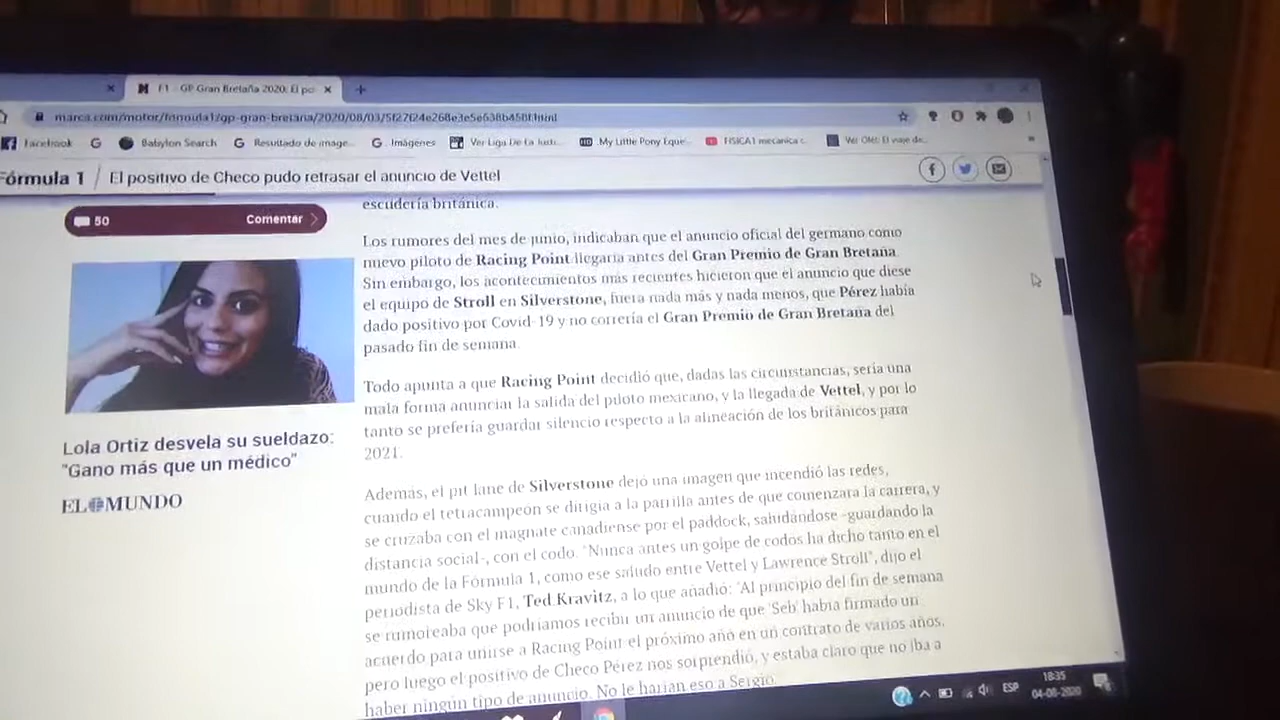 F1 - GP Gran Bretaña 2020: El po
marca.com/motor/formula1/gp-gran-bretana/2020/08/03/5f27624e268e3e5e638b458f.html
Facebook
Babylon Search
Resultado de image...
Imágenes
Ver Liga De La Justi...
My Little Pony Eque...
FISICA1 mecanica c...
Ver
El viaje de...
Fórmula 1 / El positivo de Checo pudo retrasar el anuncio de Vettel
50 Comentar
escudería británica.
Los rumores del mes de junio, indicaban que el anuncio oficial del germano como
nuevo piloto de Racing Point llegaría antes del Gran Premio de Gran Bretaña.
Sin embargo, los acontecimientos más recientes hicieron que el anuncio que diese
el equipo de Stroll en Silverstone, fuera nada más y nada menos, que Pérez había
dado positivo por Covid-19 y no correría el Gran Premio de Gran Bretaña del
pasado fin de semana.
Todo apunta a que Racing Point decidió que, dadas las circunstancias, sería una
mala forma anunciar la salida del piloto mexicano, y la llegada de Vettel, y por lo
tanto se prefería guardar silencio respecto a la alineación de los británicos para
2021.
Además, el pit lane de Silverstone dejó una imagen que incendió las redes,
cuando el tetracampeón se dirigía a la parrilla antes de que comenzara la carrera, y
se cruzaba con el magnate canadiense por el paddock, saludándose -guardando la
distancia social-, con el codo. "Nunca antes un golpe de codos ha dicho tanto en el
mundo de la Fórmula 1, como ese saludo entre Vettel y Lawrence Stroll", dijo el
periodista de Sky F1, Ted Kravitz, a lo que añadió: "Al principio del fin de semana
se rumoreaba que podríamos recibir un anuncio de que 'Seb' había firmado un
acuerdo para unirse a Racing Point el próximo año en un contrato de varios años,
pero luego el positivo de Checo Pérez nos sorprendió, y estaba claro que no iba a
haber ningún tipo de anuncio. No le harían eso a Sergio.
Lola Ortiz desvela su sueldazo:
"Gano más que un médico"
EL MUNDO
ESP
18:35
04-08-2020